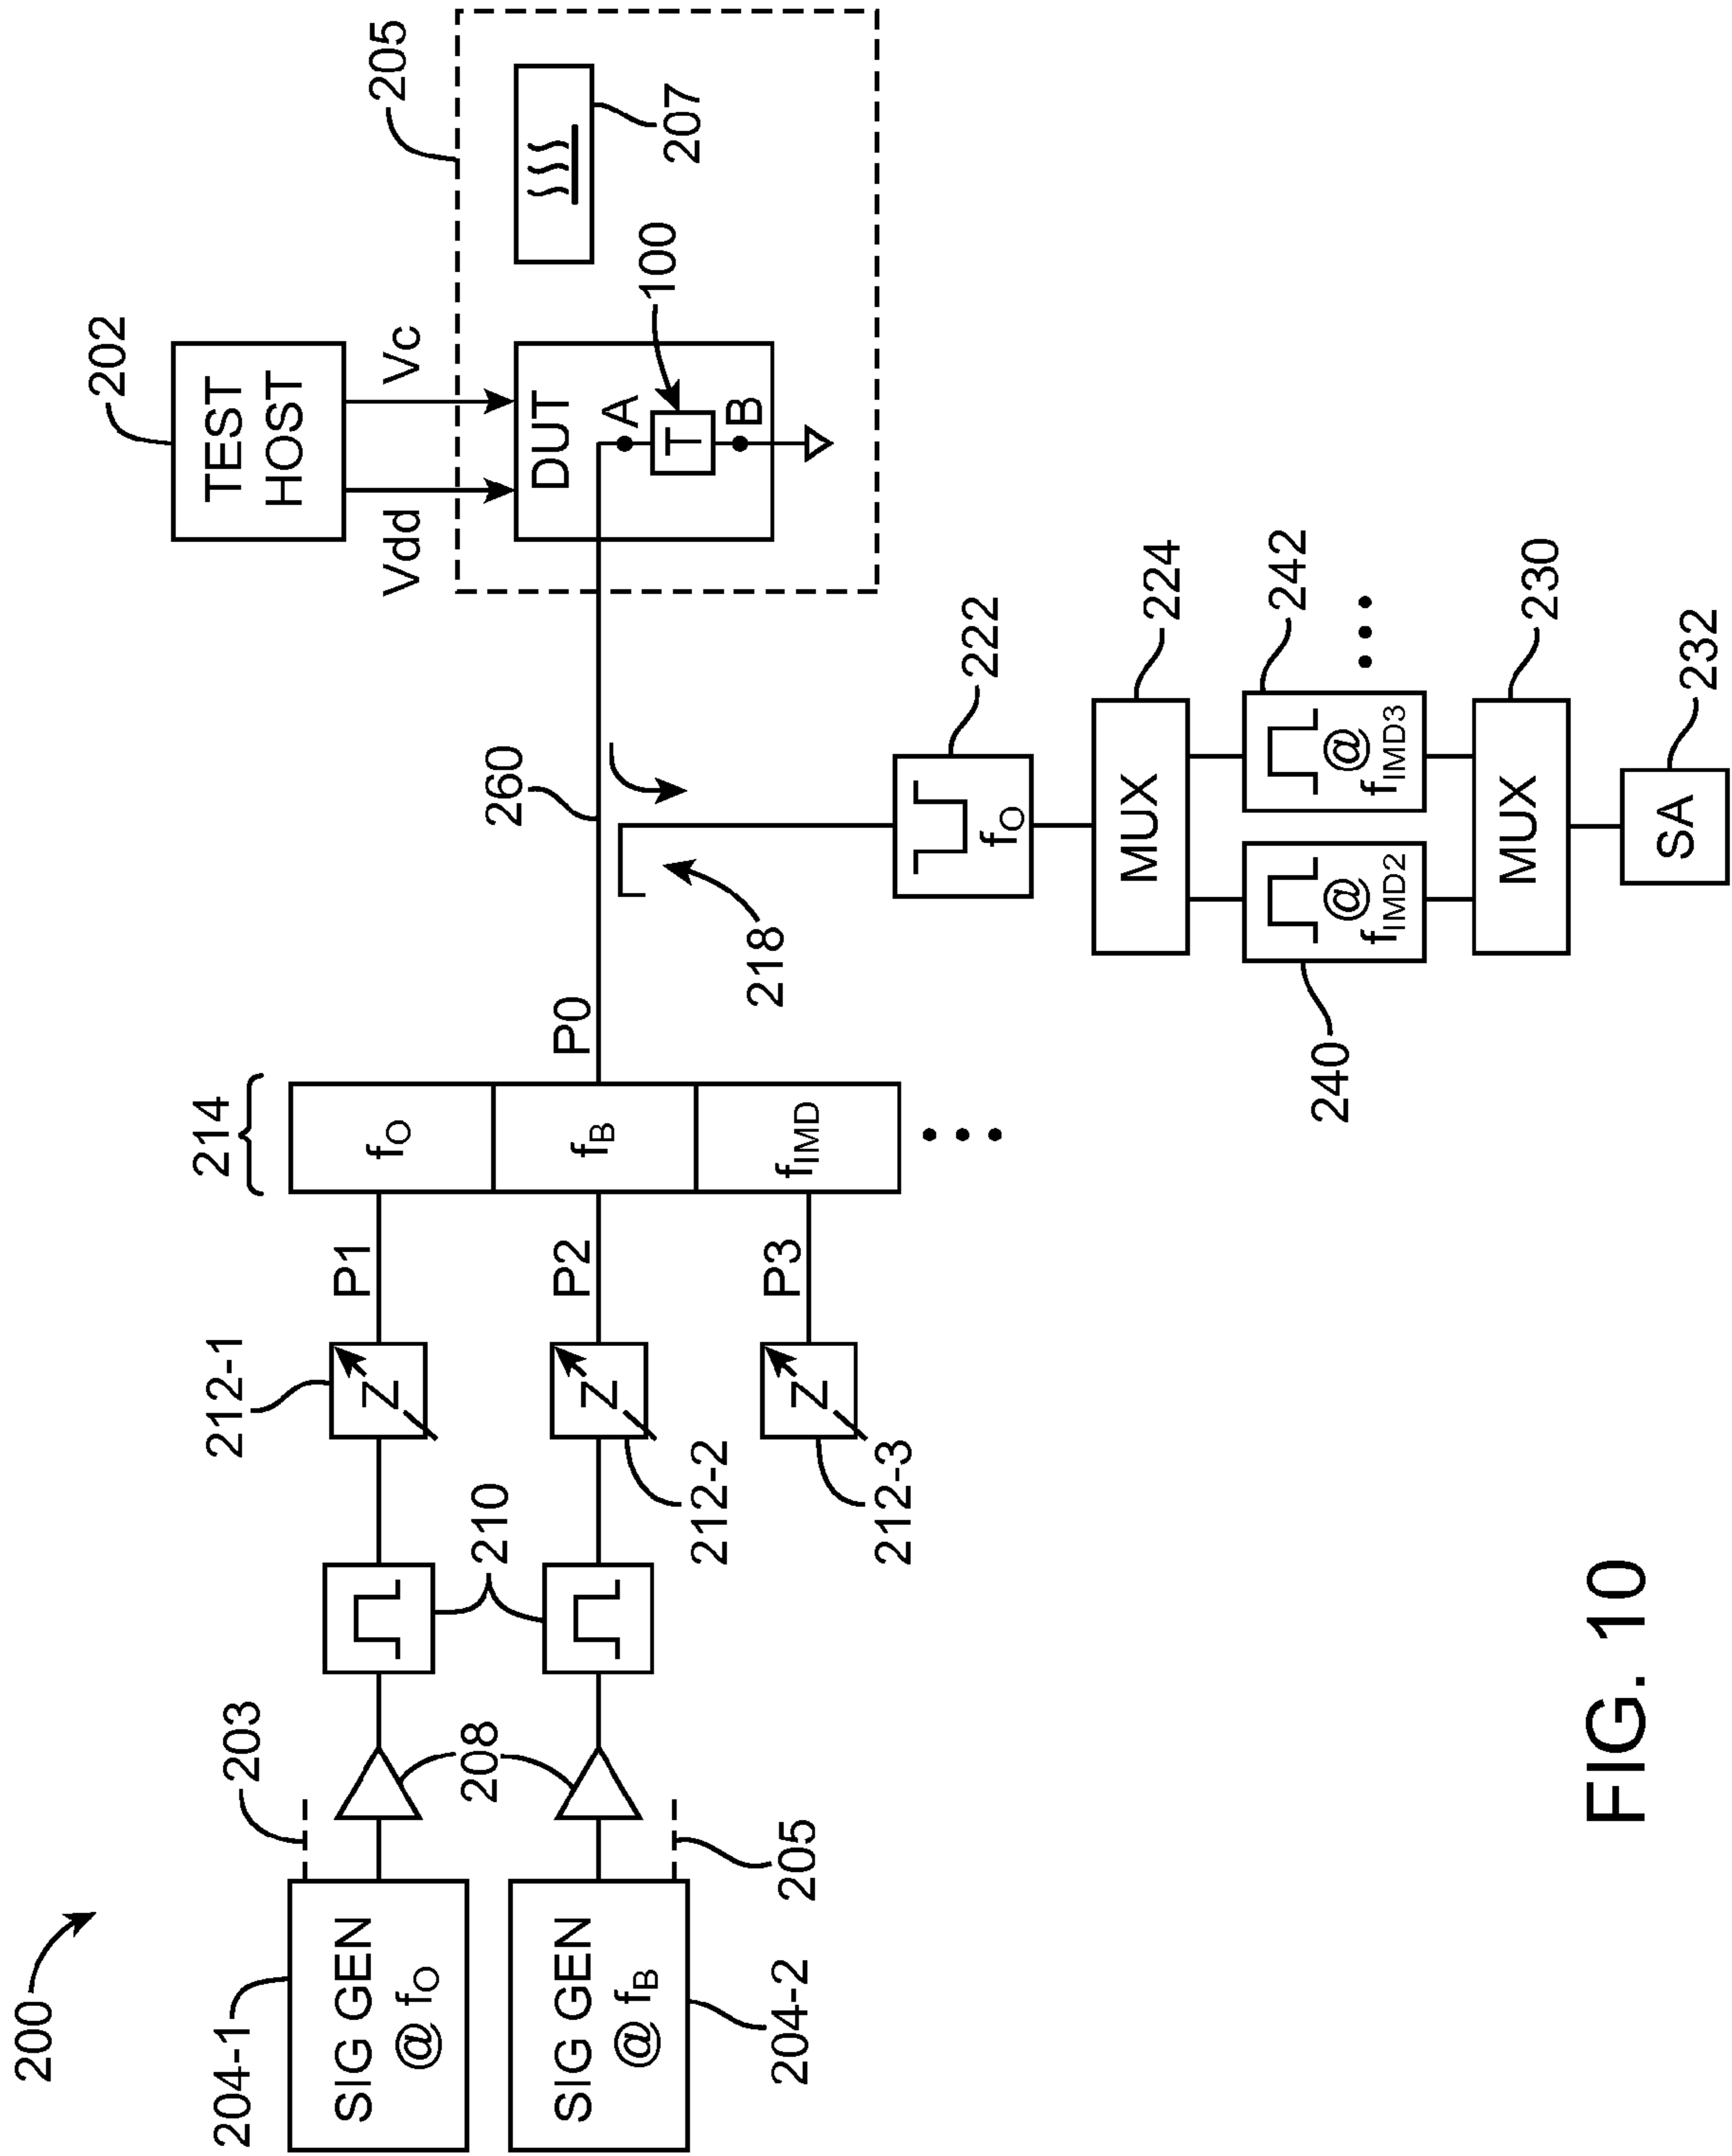 200
204-1
SIG GEN
@ fO
203
208
210
212-1
P1
214
fO
SIG GEN
@ fB
204-2
205
212-2
P2
fB
P0
212-3
P3
fIMD
Z
Z
Z
260
218
202
TEST
HOST
Vdd
Vc
205
DUT
A
T
B
100
207
222
fO
224
MUX
240
@
fIMD2
242
@
fIMD3
230
MUX
232
SA
FIG. 10